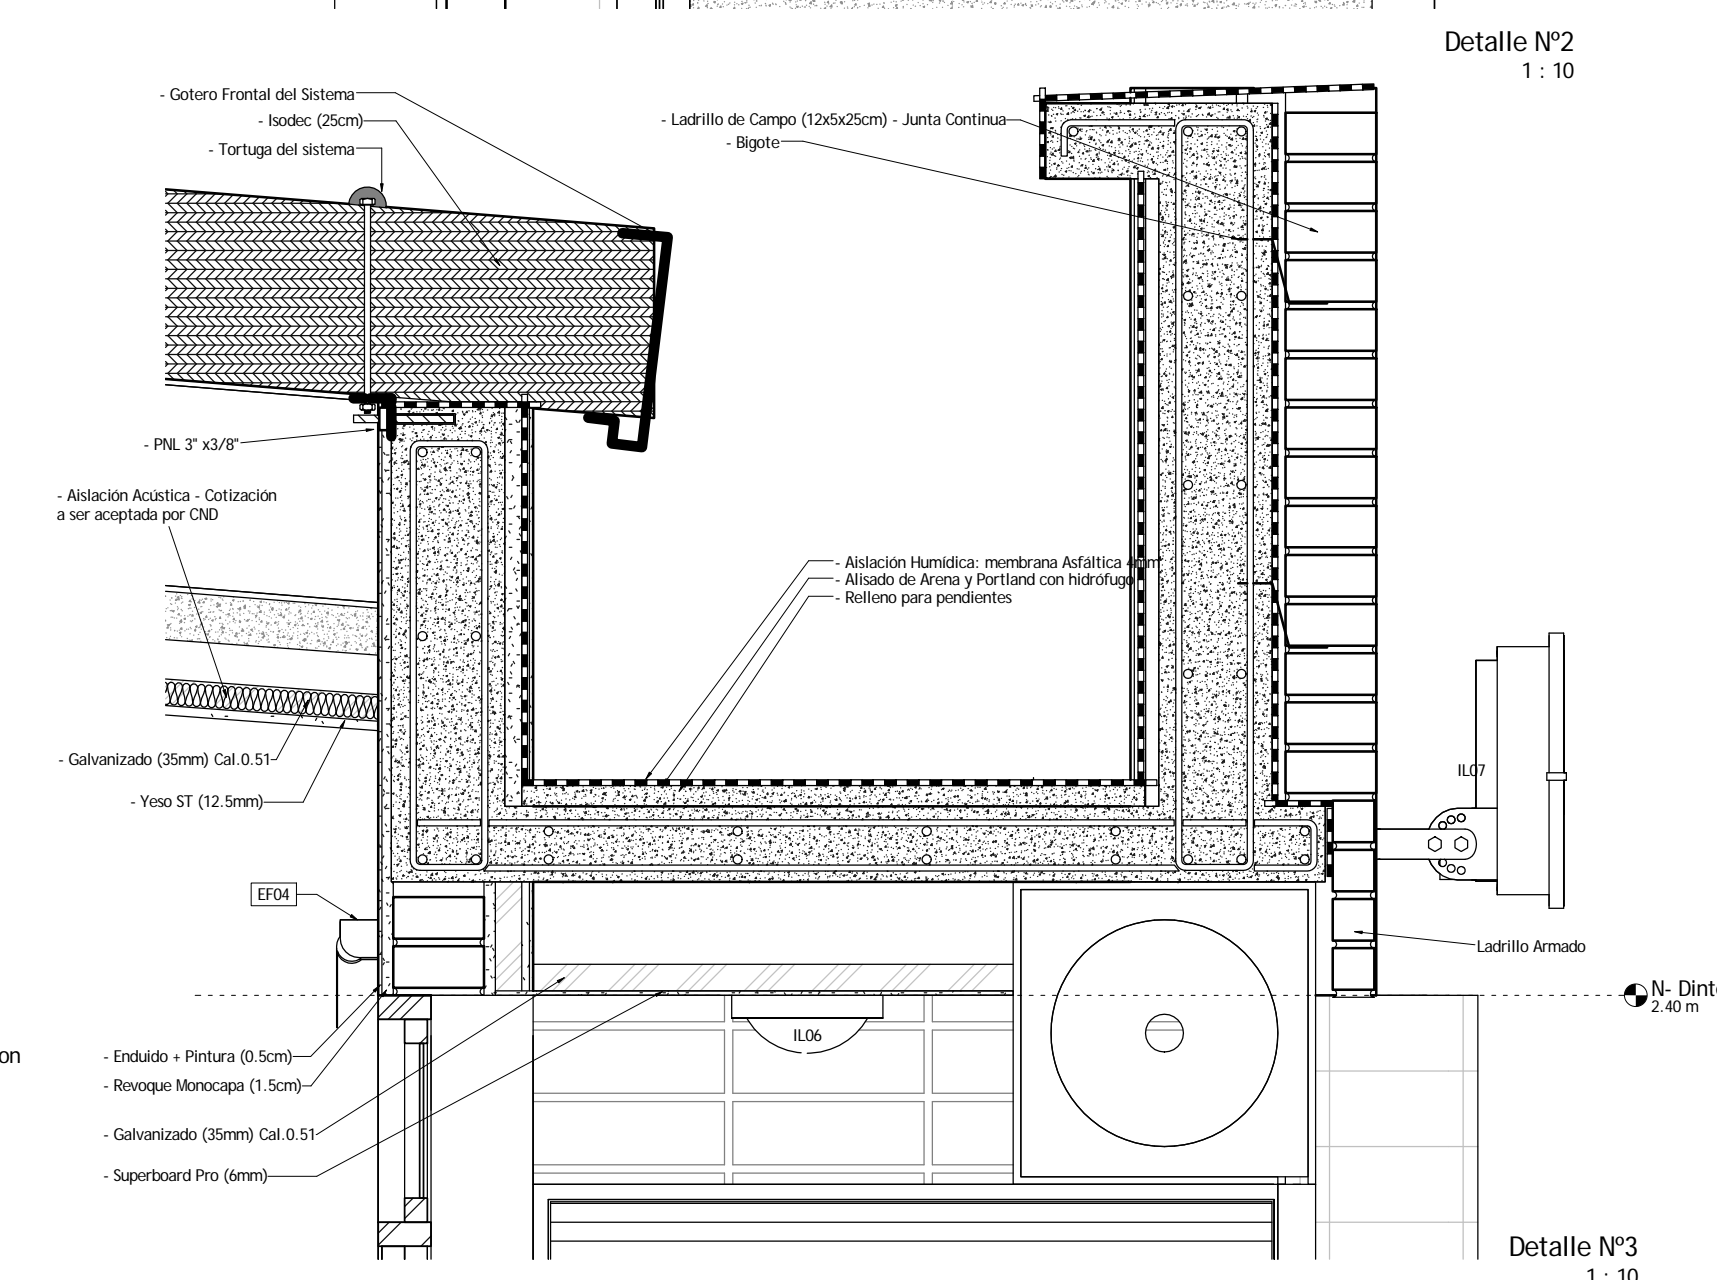 Detalle Nº2
1 : 10
- Gotero Frontal del Sistema
- Isodec (25cm)
- Tortuga del sistema
- Ladrillo de Campo (12x5x25cm) - Junta Continua
- Bigote
- PNL 3" x3/8"
- Aislación Acústica - Cotización
a ser aceptada por CND
- Aislación Humídica: membrana Asfáltica 4mm
- Alisado de Arena y Portland con hidrófugo
- Relleno para pendientes
- Galvanizado (35mm) Cal.0.51
- Yeso ST (12.5mm)
IL07
EF04
Ladrillo Armado
N- Dint
2.40 m
IL06
on
- Enduido + Pintura (0.5cm)
- Revoque Monocapa (1.5cm)
- Galvanizado (35mm) Cal.0.51
- Superboard Pro (6mm)
Detalle Nº3
1 : 10